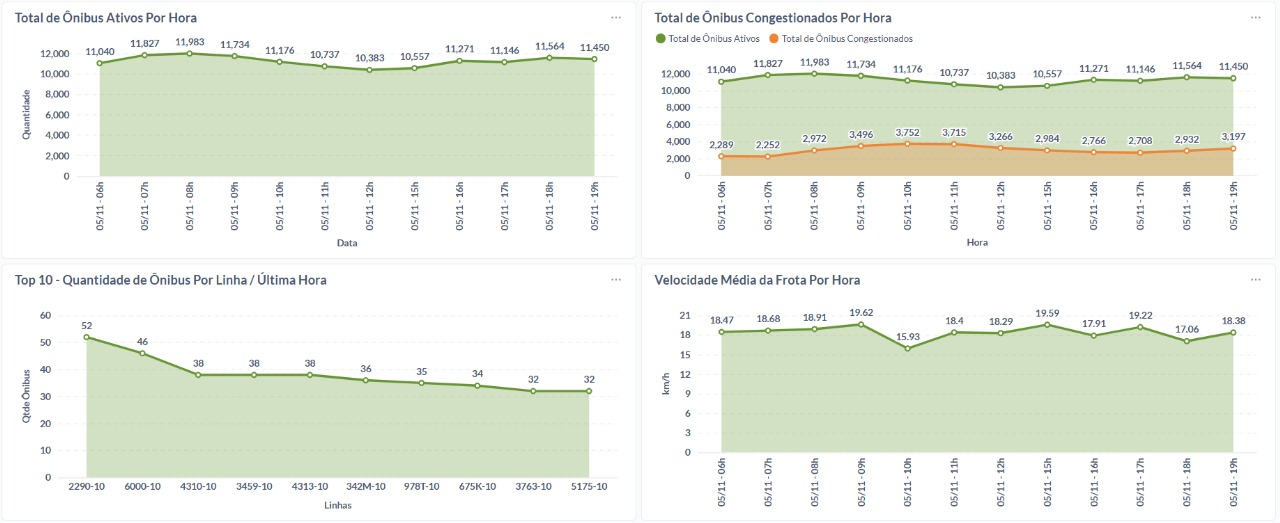 Total de Ônibus Ativos Por Hora
...
Quantidade
12,000
10,000
8,000
6,000
4,000
2,000
0
11,040
11,827
11,983
11,734
11,176
10,737
10,383
10,557
11,271
11,146
11,564
11,450
05/11 - 06h
05/11 - 07h
05/11 - 08h
05/11 - 09h
05/11 - 10h
05/11 - 11h
05/11 - 12h
05/11 - 15h
05/11 - 16h
05/11 - 17h
05/11 - 18h
05/11 - 19h
Data
Total de Ônibus Congestionados Por Hora
...
Total de Ônibus Ativos Total de Ônibus Congestionados
12,000
10,000
8,000
6,000
4,000
2,000
0
11,040
11,827
11,983
11,734
11,176
10,737
10,383
10,557
11,271
11,146
11,564
11,450
2,289
2,252
2,972
3,496
3,752
3,715
3,266
2,984
2,766
2,708
2,932
3,197
05/11 - 06h
05/11 - 07h
05/11 - 08h
05/11 - 09h
05/11 - 10h
05/11 - 11h
05/11 - 12h
05/11 - 15h
05/11 - 16h
05/11 - 17h
05/11 - 18h
05/11 - 19h
Hora
Top 10 - Quantidade de Ônibus Por Linha / Última Hora
...
Qtde Ônibus
60
50
40
30
20
10
0
52
46
38
38
38
36
35
34
32
32
2290-10
6000-10
4310-10
3459-10
4313-10
342M-10
978T-10
675K-10
3763-10
5175-10
Linhas
Velocidade Média da Frota Por Hora
...
km/h
21
18
15
12
9
6
3
0
18.47
18.68
18.91
19.62
15.93
18.4
18.29
19.59
17.91
19.22
17.06
18.38
05/11 - 06h
05/11 - 07h
05/11 - 08h
05/11 - 09h
05/11 - 10h
05/11 - 11h
05/11 - 12h
05/11 - 15h
05/11 - 16h
05/11 - 17h
05/11 - 18h
05/11 - 19h